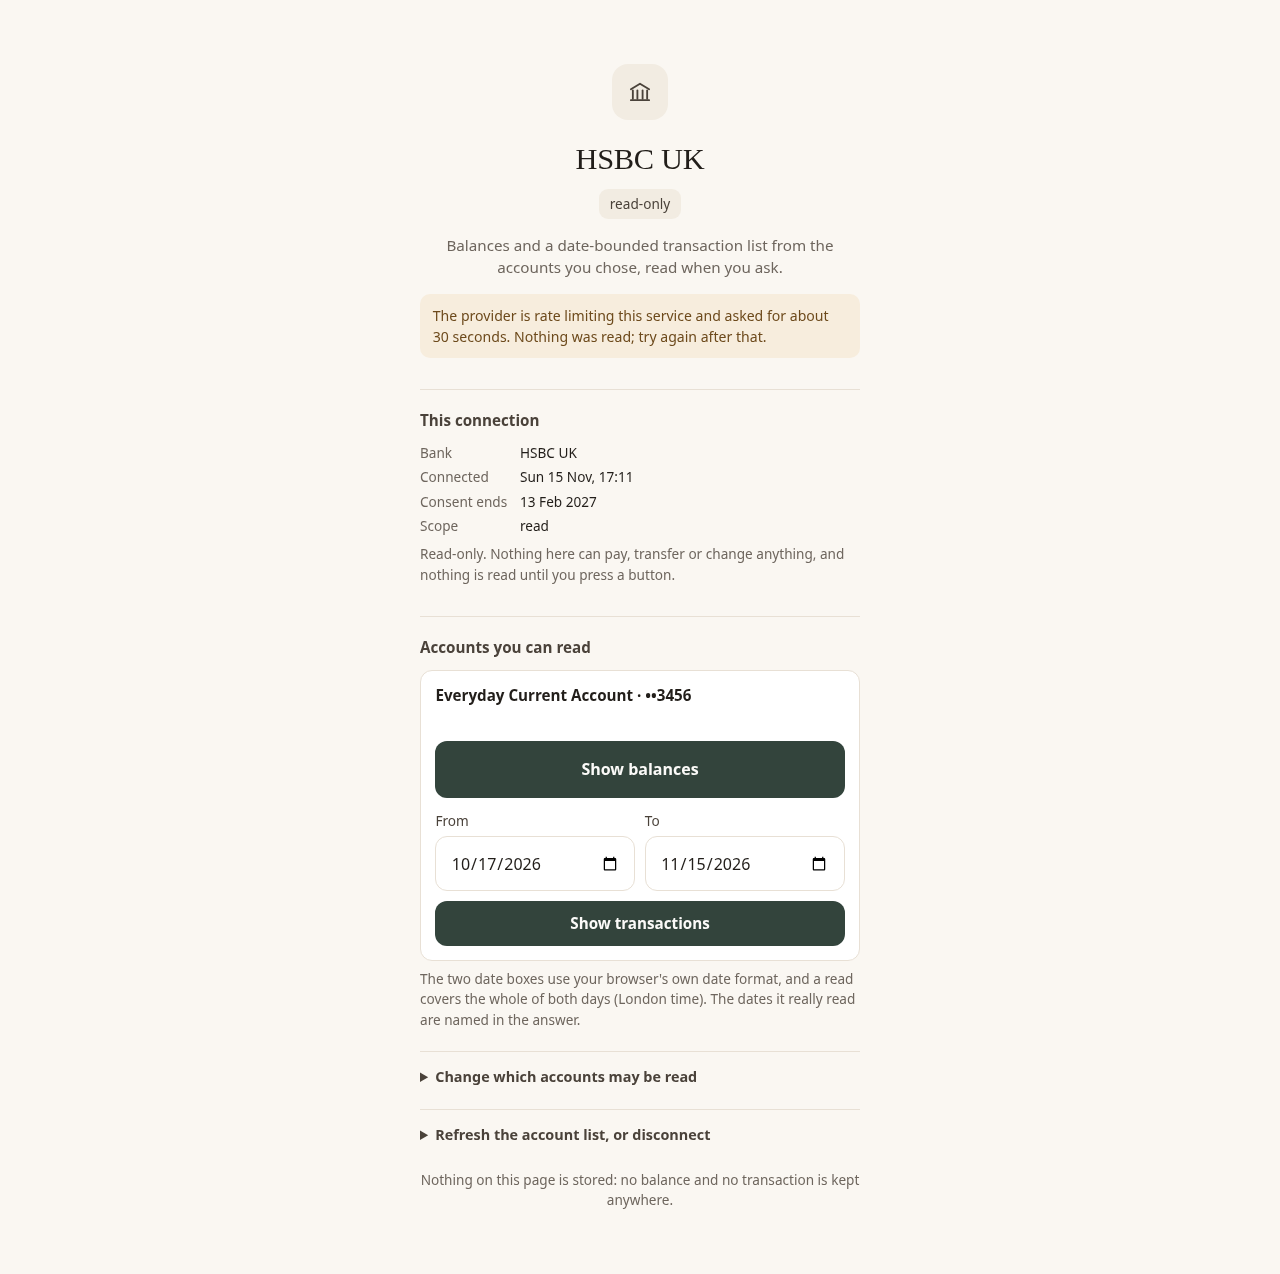 HSBC UK
read-only
Balances and a date-bounded transaction list from the
accounts you chose, read when you ask.
The provider is rate limiting this service and asked for about
30 seconds. Nothing was read; try again after that.
This connection
Bank HSBC UK
Connected Sun 15 Nov, 17:11
Consent ends 13 Feb 2027
Scope read
Read-only. Nothing here can pay, transfer or change anything, and
nothing is read until you press a button.
Accounts you can read
Everyday Current Account · ••3456
Show balances
From To
10/17/2026 11/15/2026
Show transactions
The two date boxes use your browser's own date format, and a read
covers the whole of both days (London time). The dates it really read
are named in the answer.
Change which accounts may be read
Refresh the account list, or disconnect
Nothing on this page is stored: no balance and no transaction is kept
anywhere.